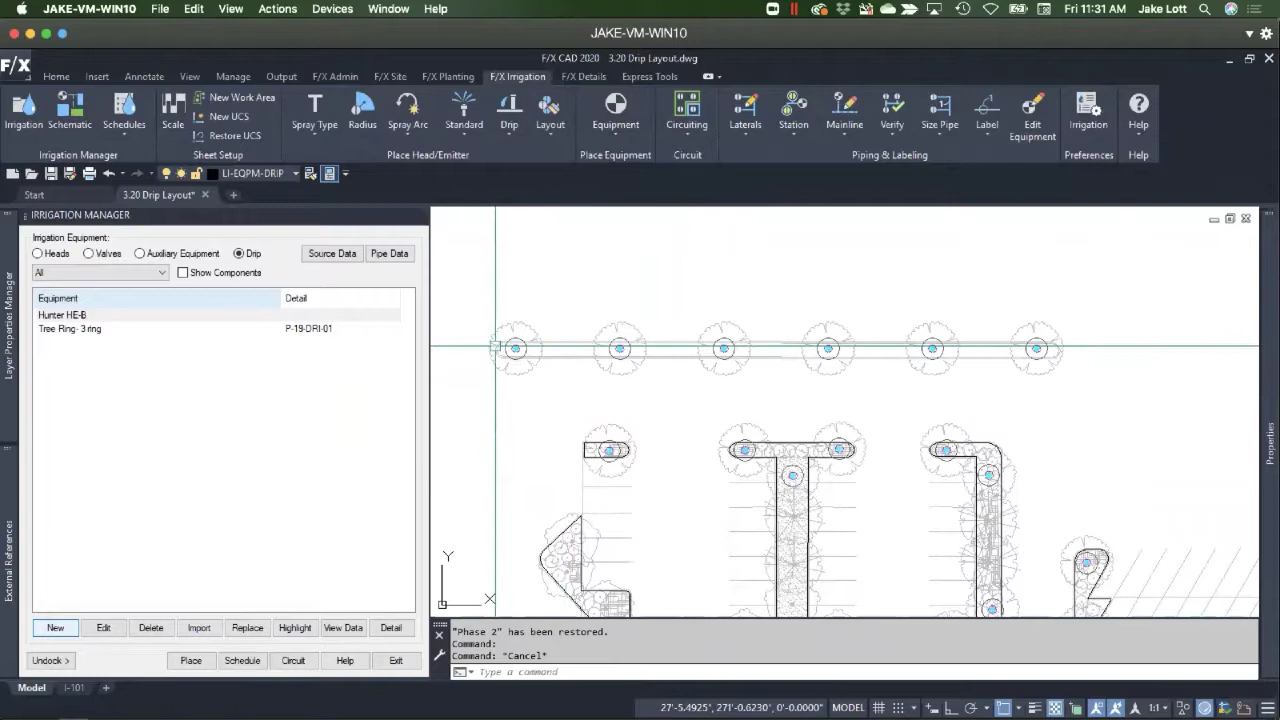 JAKE-VM-WIN10 File Edit View Actions Devices Window Help Fri 11:31 AM Jake Lott
JAKE-VM-WIN10
F/X CAD 2020 3.20 Drip Layout.dwg
F/X
Home Insert Annotate View Manage Output F/X Admin F/X Site F/X Planting F/X Irrigation F/X Details Express Tools
New Work Area
New UCS
Restore UCS
Irrigation Schematic Schedules Scale Spray Type Radius Spray Arc Standard Drip Layout Equipment Circuiting Laterals Station Mainline Verify Size Pipe Label Edit Equipment Irrigation Help
Irrigation Manager Sheet Setup Place Head/Emitter Place Equipment Circuit Piping & Labeling Preferences Help
LI-EQPM-DRIP
Start 3.20 Drip Layout*
IRRIGATION MANAGER
Irrigation Equipment:
Heads Valves Auxiliary Equipment Drip Source Data Pipe Data
All Show Components
Equipment Detail
Hunter HE-B
Tree Ring- 3 ring P-19-DRI-01
Layer Properties Manager
External References
Properties
Y
X
New Edit Delete Import Replace Highlight View Data Detail
Undock > Place Schedule Circuit Help Exit
"Phase 2" has been restored.
Command:
Command: *Cancel*
Type a command
Model I-101
27'-5.4925", 271'-0.6230", 0'-0.0000" MODEL 1:1